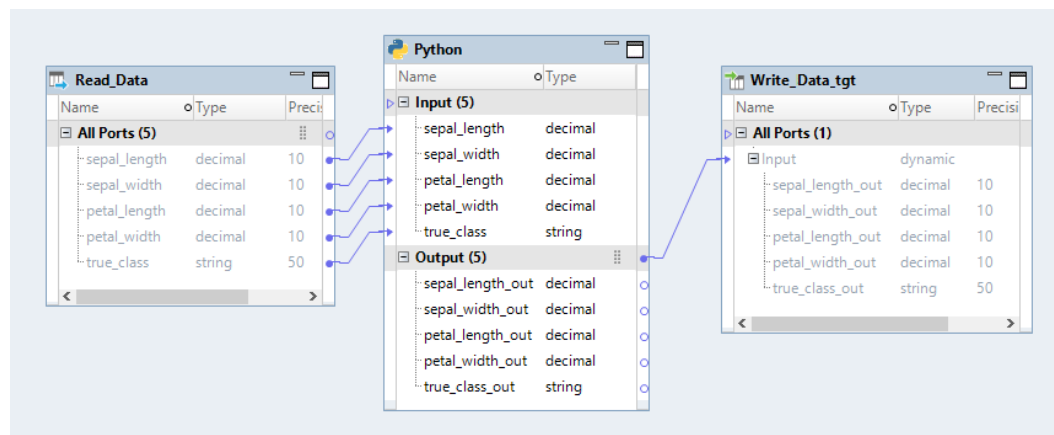 Read_Data
Name Type Precis
All Ports (5)
sepal_length decimal 10
sepal_width decimal 10
petal_length decimal 10
petal_width decimal 10
true_class string 50
Python
Name Type
Input (5)
sepal_length decimal
sepal_width decimal
petal_length decimal
petal_width decimal
true_class string
Output (5)
sepal_length_out decimal
sepal_width_out decimal
petal_length_out decimal
petal_width_out decimal
true_class_out string
Write_Data_tgt
Name Type Precisi
All Ports (1)
Input dynamic
sepal_length_out decimal 10
sepal_width_out decimal 10
petal_length_out decimal 10
petal_width_out decimal 10
true_class_out string 50